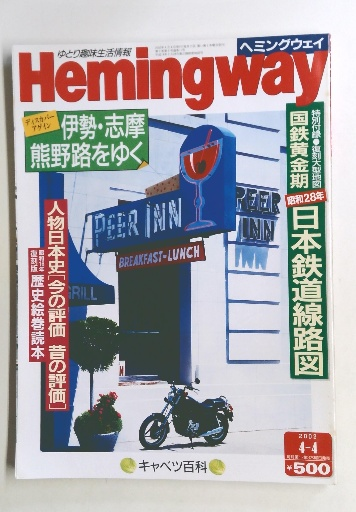 ゆとり趣味生活情報
ヘミングウェイ
Hemingway
ディスカバー
アゲイン
伊勢・志摩
熊野路をゆく
特別付録●復刻大型地図
国鉄黄金期
昭和28年
日本鉄道線路図
PEER INN
BREAKFAST-LUNCH
PEER
INN
GRILL
人物日本史[今の評価 昔の評価]
復刻版
歴史絵巻読本
キャベツ百科
2002
4-4
¥500